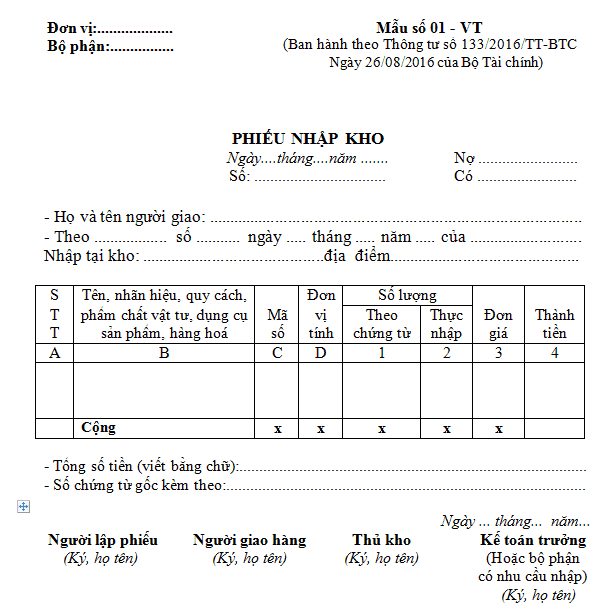 Đơn vị:...................
Mẫu số 01 - VT
Bộ phận:................
(Ban hành theo Thông tư số 133/2016/TT-BTC
Ngày 26/08/2016 của Bộ Tài chính)
PHIẾU NHẬP KHO
Ngày....tháng....năm .......
Nợ .........................
Số: .................................
Có .........................
- Họ và tên người giao: ...............................................................................
- Theo .................. số ........... ngày ..... tháng ..... năm ..... của ............................
Nhập tại kho: .............................................địa điểm...............................................
STT
Tên, nhãn hiệu, quy cách,
phẩm chất vật tư, dụng cụ
sản phẩm, hàng hoá
Mã
số
Đơn
vị
tính
Số lượng
Theo
chứng từ
Thực
nhập
Đơn
giá
Thành
tiền
A B C D 1 2 3 4
Cộng x x x x x
- Tổng số tiền (viết bằng chữ):.......................................................................................
- Số chứng từ gốc kèm theo:..........................................................................................
Ngày ... tháng... năm...
Người lập phiếu
(Ký, họ tên)
Người giao hàng
(Ký, họ tên)
Thủ kho
(Ký, họ tên)
Kế toán trưởng
(Hoặc bộ phận
có nhu cầu nhập)
(Ký, họ tên)